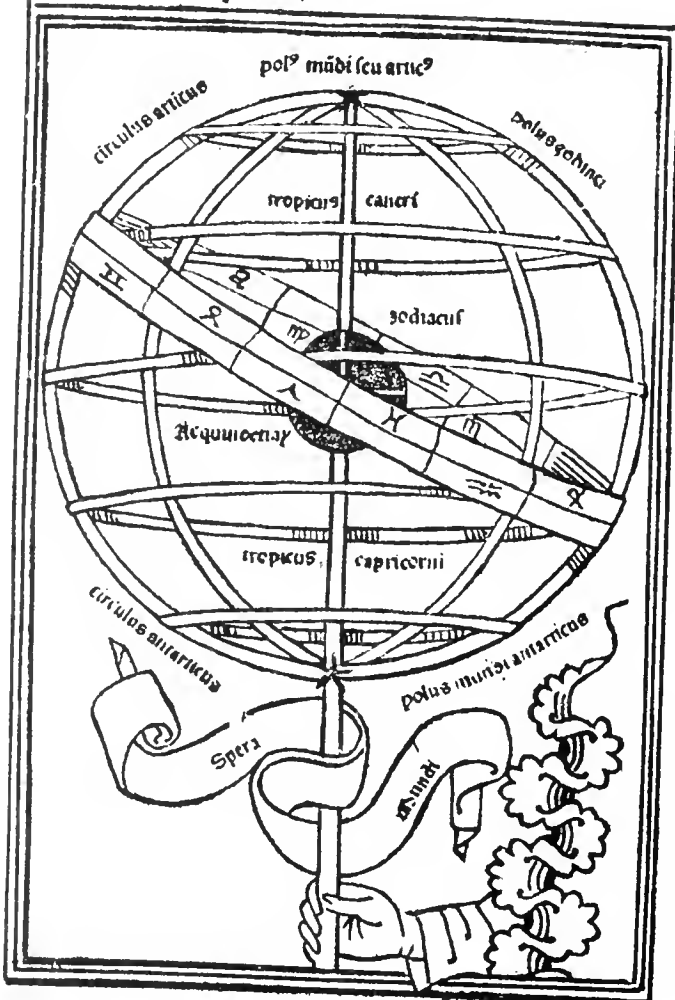 polꝰ mūdi seu articꝰ
circulus articus
polus zodiaci
tropicus cancri
zodiacus
Aequinoctiaꝭ
tropicus capricorni
circulus antarticus
polus mundi antarticus
Spera
Mundi